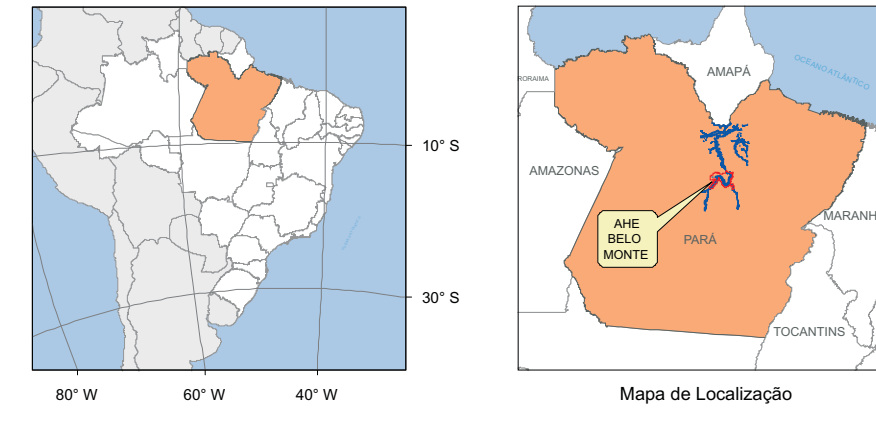 10° S
30° S
80° W
60° W
40° W
RORAIMA
AMAPÁ
OCEANO ATLÂNTICO
AMAZONAS
MARANH
AHE
BELO
MONTE
PARÁ
TOCANTINS
Mapa de Localização